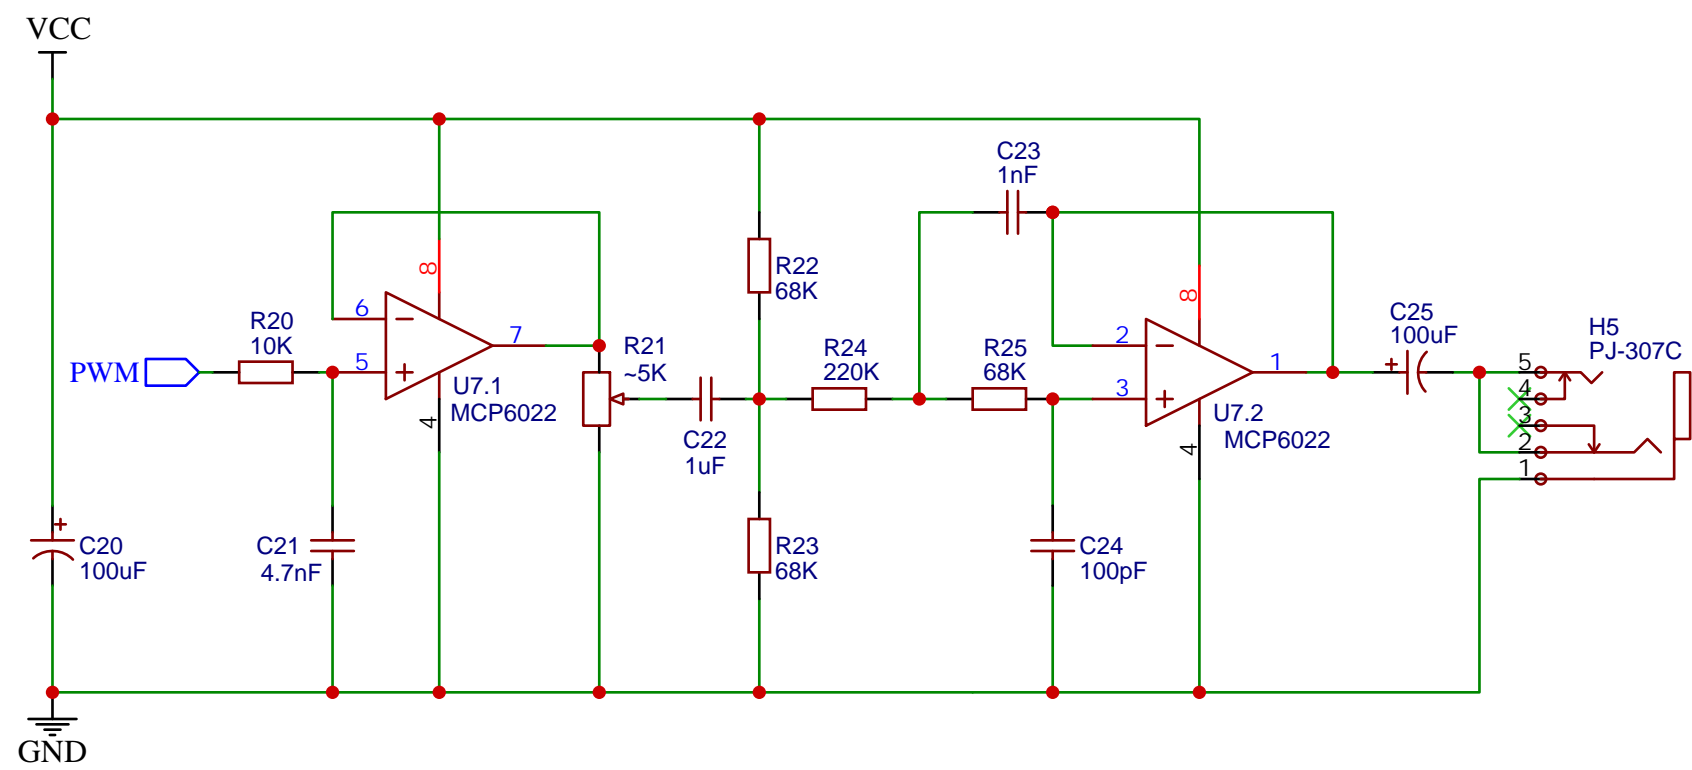 VCC
C23
1nF
8
R22
68K
8
6
7
R20
10K
5
PWM
R21
~5K
U7.1
MCP6022
4
C22
1uF
R24
220K
R25
68K
2
3
1
U7.2
MCP6022
4
C25
100uF
H5
PJ-307C
5
4
3
2
1
C20
100uF
C21
4.7nF
R23
68K
C24
100pF
GND